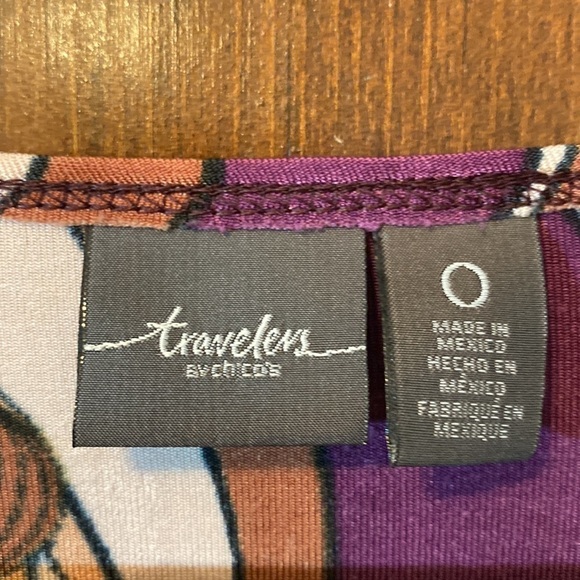 travelers
BY CHICO'S
0
MADE IN
MEXICO
HECHO EN
MÉXICO
FABRIQUÉ EN
MEXIQUE